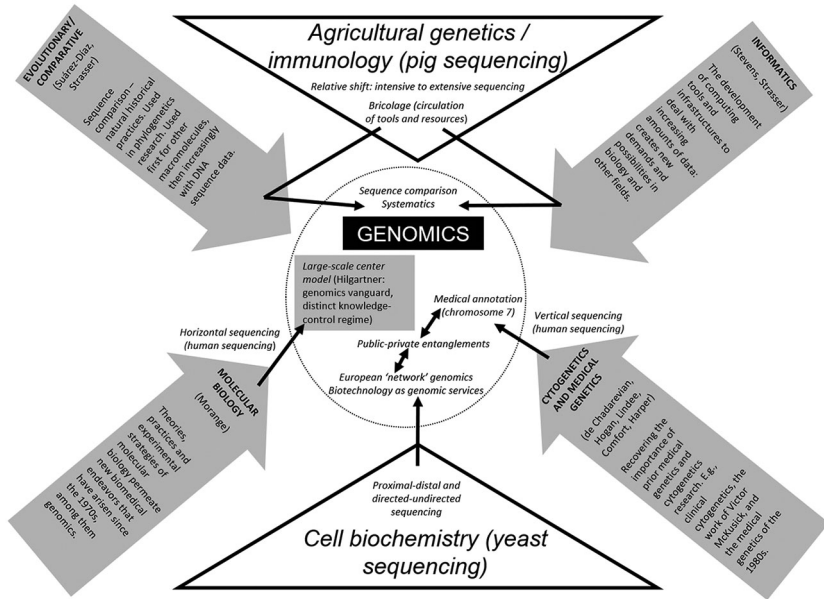 EVOLUTIONARY/
COMPARATIVE
(Suárez-Díaz,
Strasser)
Sequence
comparison –
natural historical
practices. Used
in phylogenetics
research. Used
first for other
macromolecules,
then increasingly
with DNA
sequence data.
Agricultural genetics /
immunology (pig sequencing)
Relative shift: intensive to extensive sequencing
Bricolage (circulation
of tools and resources)
INFORMATICS
(Stevens, Strasser)
The development
of computing
tools and
infrastructures to
deal with
increasing
amounts of data:
creates new
demands and
possibilities in
biology and
other fields.
Sequence comparison
Systematics
GENOMICS
Large-scale center
model (Hilgartner:
genomics vanguard,
distinct knowledge-
control regime)
Medical annotation
(chromosome 7)
Public-private entanglements
European ‘network’ genomics
Biotechnology as genomic services
Horizontal sequencing
(human sequencing)
Vertical sequencing
(human sequencing)
MOLECULAR
BIOLOGY
(Morange)
Theories,
practices and
experimental
strategies of
molecular
biology permeate
new biomedical
endeavors that
have arisen since
the 1970s,
among them
genomics.
CYTOGENETICS
AND MEDICAL
GENETICS
(de Chadarevian,
Hogan, Lindee,
Comfort, Harper)
Recovering the
importance of
prior medical
genetics and
cytogenetics
research. E.g.,
clinical
cytogenetics, the
work of Victor
McKusick, and
the medical
genetics of the
1980s.
Proximal-distal and
directed-undirected
sequencing
Cell biochemistry (yeast
sequencing)